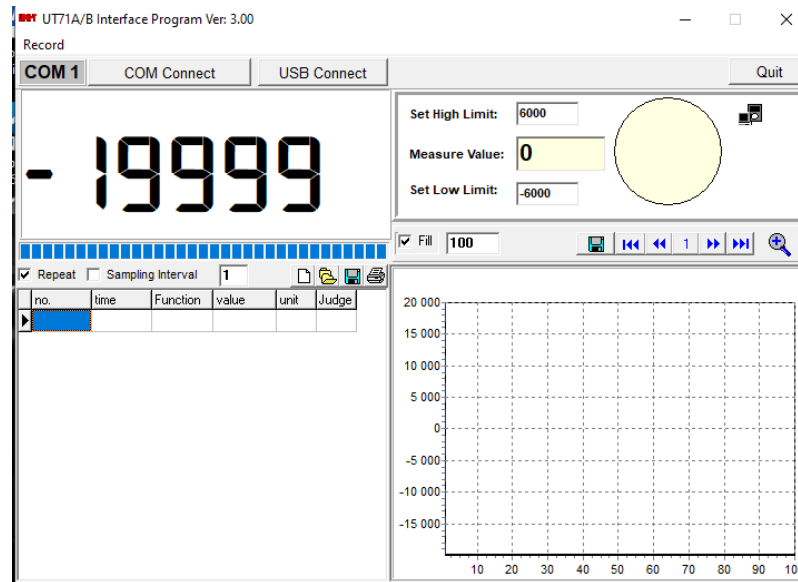 UNI-T UT71A/B Interface Program Ver: 3.00
Record
COM 1 COM Connect USB Connect Quit
-19999
Set High Limit: 6000
Measure Value: 0
Set Low Limit: -6000
Fill 100 1
Repeat Sampling Interval 1
no. time Function value unit Judge
20 000
15 000
10 000
5 000
0
-5 000
-10 000
-15 000
10 20 30 40 50 60 70 80 90 10